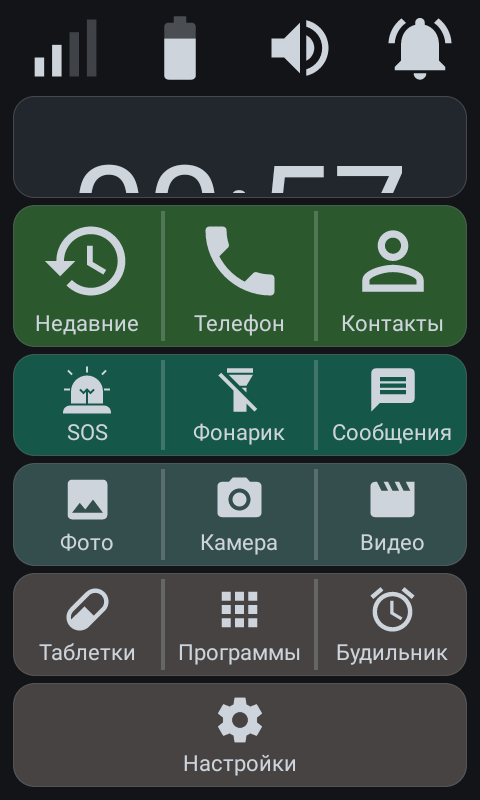 Недавние Телефон Контакты
SOS Фонарик Сообщения
Фото Камера Видео
Таблетки Программы Будильник
Настройки